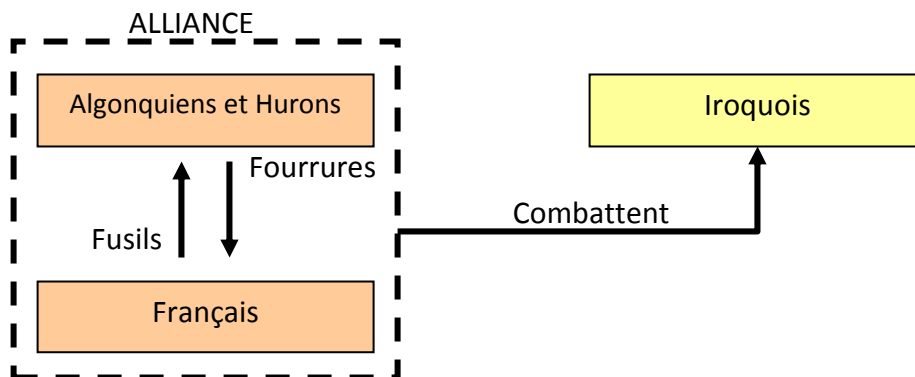 ALLIANCE
Algonquiens et Hurons
Iroquois
Fourrures
Combattent
Fusils
Français